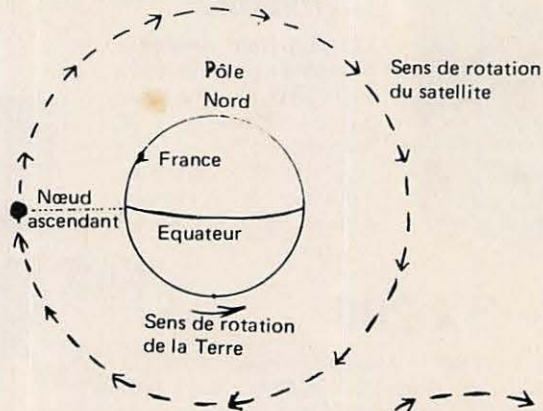 Pôle
Nord
Sens de rotation
du satellite
France
Nœud
ascendant
Equateur
Sens de rotation
de la Terre